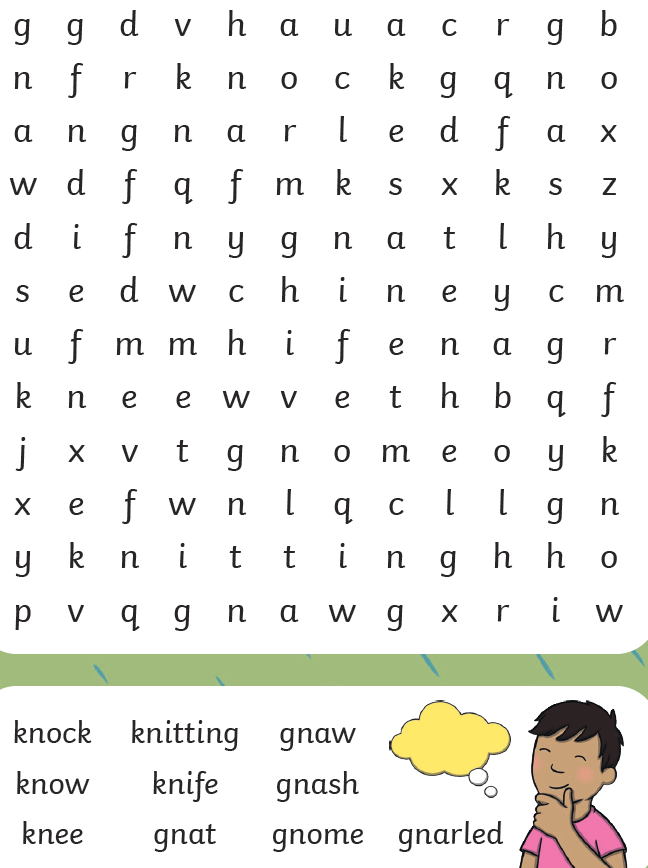 g g d v h a u a c r g b
n f r k n o c k g q n o
a n g n a r l e d f a x
w d f q f m k s x k s z
d i f n y g n a t l h y
s e d w c h i n e y c m
u f m m h i f e n a g r
k n e e w v e t h b q f
j x v t g n o m e o y k
x e f w n l q c l l g n
y k n i t t i n g h h o
p v q g n a w g x r i w
knock knitting gnaw
know knife gnash
knee gnat gnome gnarled